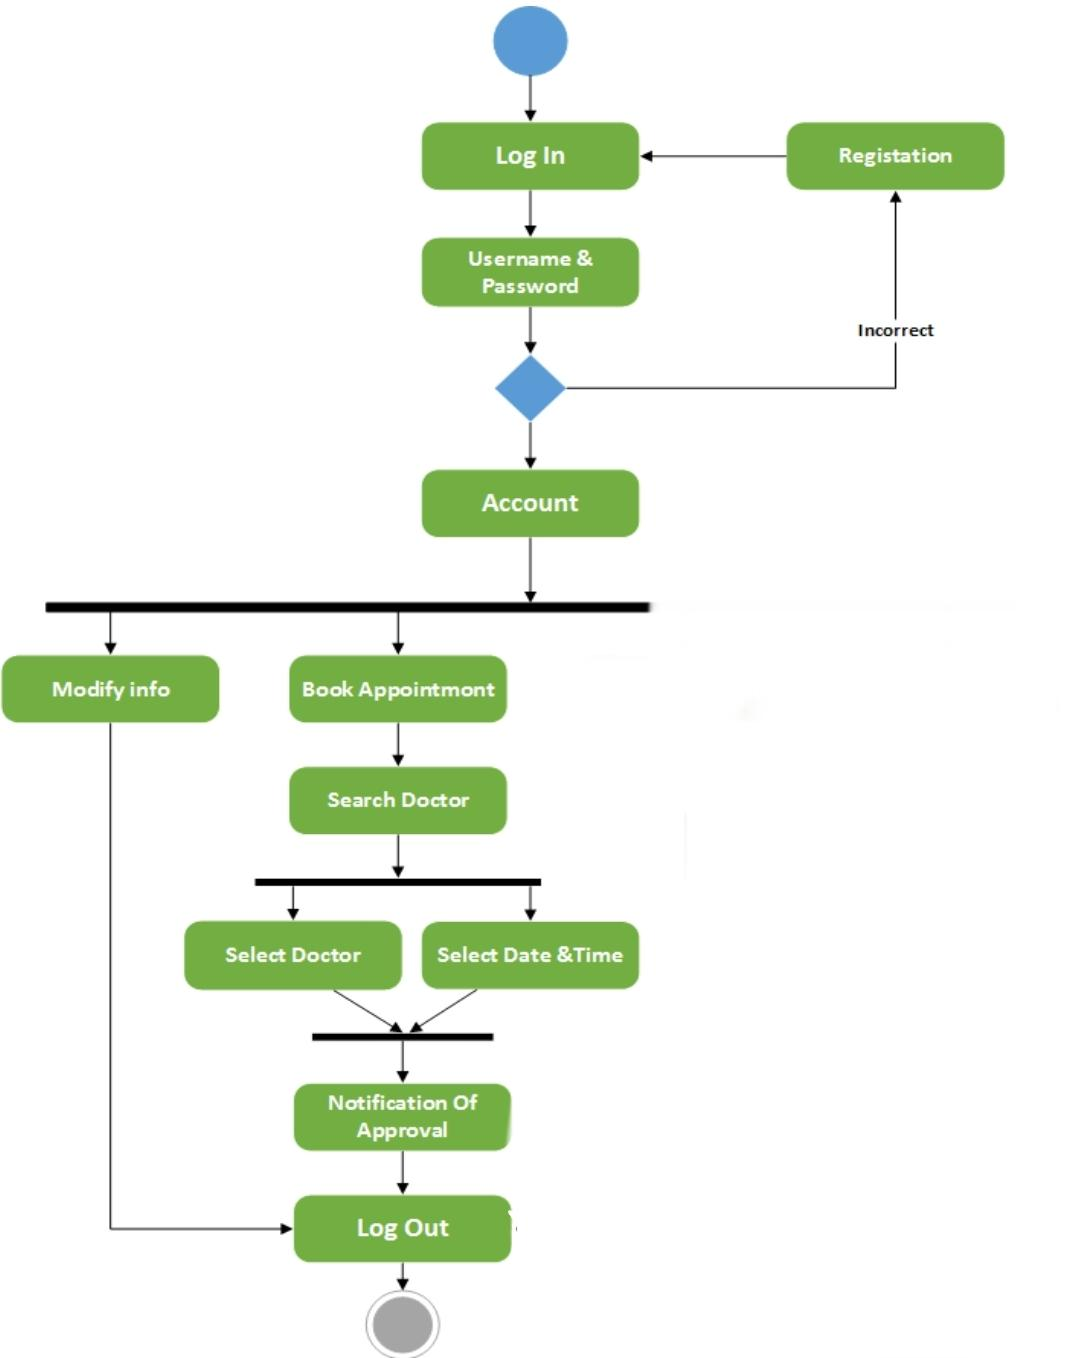 Log In
Registation
Username &
Password
Incorrect
Account
Modify info
Book Appointmont
Search Doctor
Select Doctor
Select Date &Time
Notification Of
Approval
Log Out